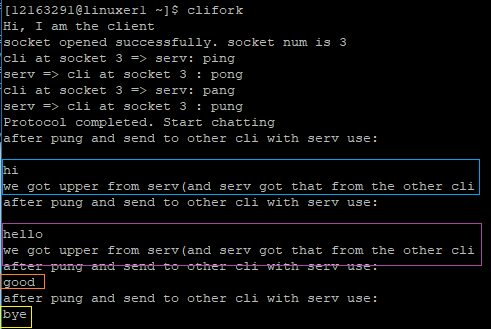 [12163291@linuxer1 ~]$ clifork
Hi, I am the client
socket opened successfully. socket num is 3
cli at socket 3 => serv: ping
serv => cli at socket 3 : pong
cli at socket 3 => serv: pang
serv => cli at socket 3 : pung
Protocol completed. Start chatting
after pung and send to other cli with serv use:
hi
we got upper from serv(and serv got that from the other cli
after pung and send to other cli with serv use:
hello
we got upper from serv(and serv got that from the other cli
after pung and send to other cli with serv use:
good
after pung and send to other cli with serv use:
bye